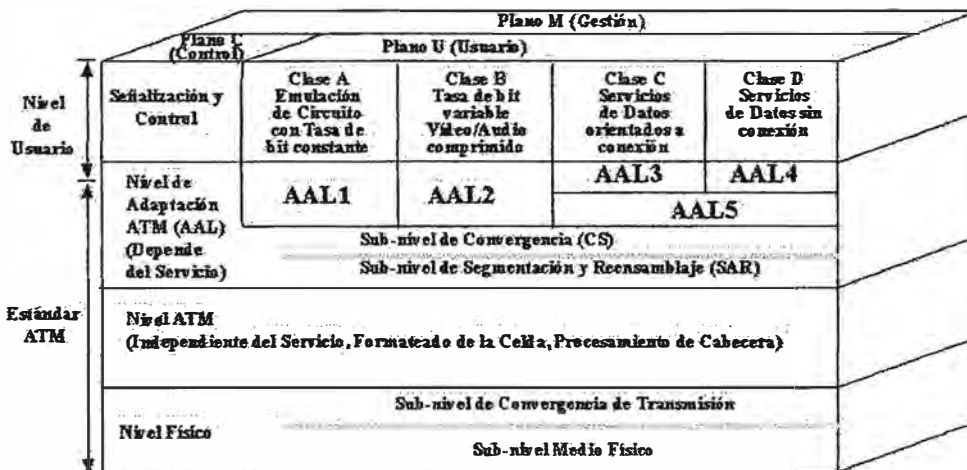 Plano M (Gestión)
Plano C
(Control)
Plano U (Usuario)
Nivel
de
Usuario
Señalización y
Control
Clase A
Emulación
de Circuito
con Tasa de
bit constante
Clase B
Tasa de bit
variable
Vídeo/Audio
comprimido
Clase C
Servicios
de Datos
orientados a
conexión
Clase D
Servicios
de Datos sin
conexión
Nivel de
Adaptación
ATM (AAL)
(Depende
del Servicio)
AAL1
AAL2
AAL3
AAL4
AAL5
Sub-nivel de Convergencia (CS)
Sub-nivel de Segmentación y Reensamblaje (SAR)
Estándar
ATM
Nivel ATM
(Independiente del Servicio, Formateado de la Celda, Procesamiento de Cabecera)
Nivel Físico
Sub-nivel de Convergencia de Transmisión
Sub-nivel Medio Físico